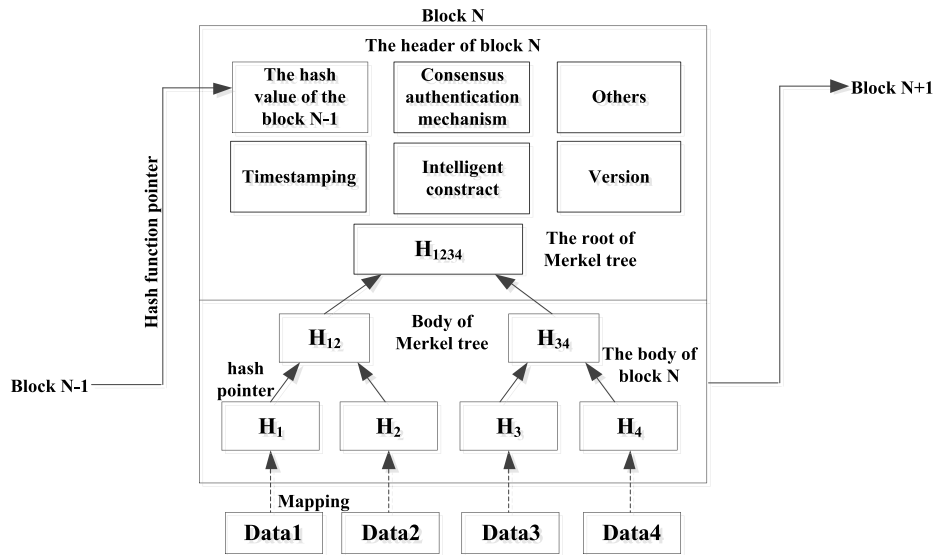 Block N
The header of block N
The hash
value of the
block N-1
Consensus
authentication
mechanism
Others
Block N+1
Timestamping
Intelligent
constract
Version
Hash function pointer
H1234
The root of
Merkel tree
Body of
Merkel tree
H12
H34
The body of
block N
hash
pointer
Block N-1
H1
H2
H3
H4
Mapping
Data1
Data2
Data3
Data4